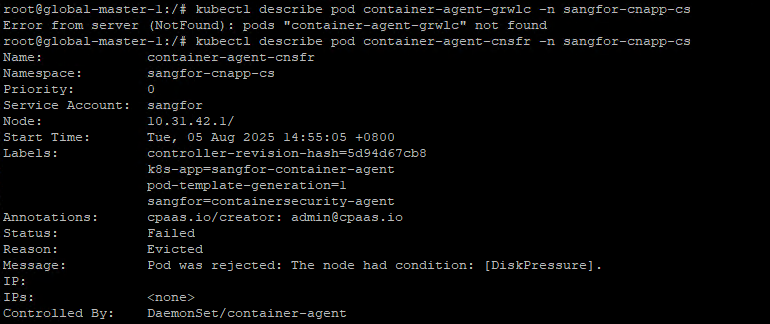 root@global-master-1:/# kubectl describe pod container-agent-grwlc -n sangfor-cnapp-cs
Error from server (NotFound): pods "container-agent-grwlc" not found
root@global-master-1:/# kubectl describe pod container-agent-cnsfr -n sangfor-cnapp-cs
Name:             container-agent-cnsfr
Namespace:        sangfor-cnapp-cs
Priority:         0
Service Account:  sangfor
Node:             10.31.42.1/
Start Time:       Tue, 05 Aug 2025 14:55:05 +0800
Labels:           controller-revision-hash=5d94d67cb8
                  k8s-app=sangfor-container-agent
                  pod-template-generation=1
                  sangfor=containersecurity-agent
Annotations:      cpaas.io/creator: admin@cpaas.io
Status:           Failed
Reason:           Evicted
Message:          Pod was rejected: The node had condition: [DiskPressure].
IP:
IPs:              <none>
Controlled By:    DaemonSet/container-agent